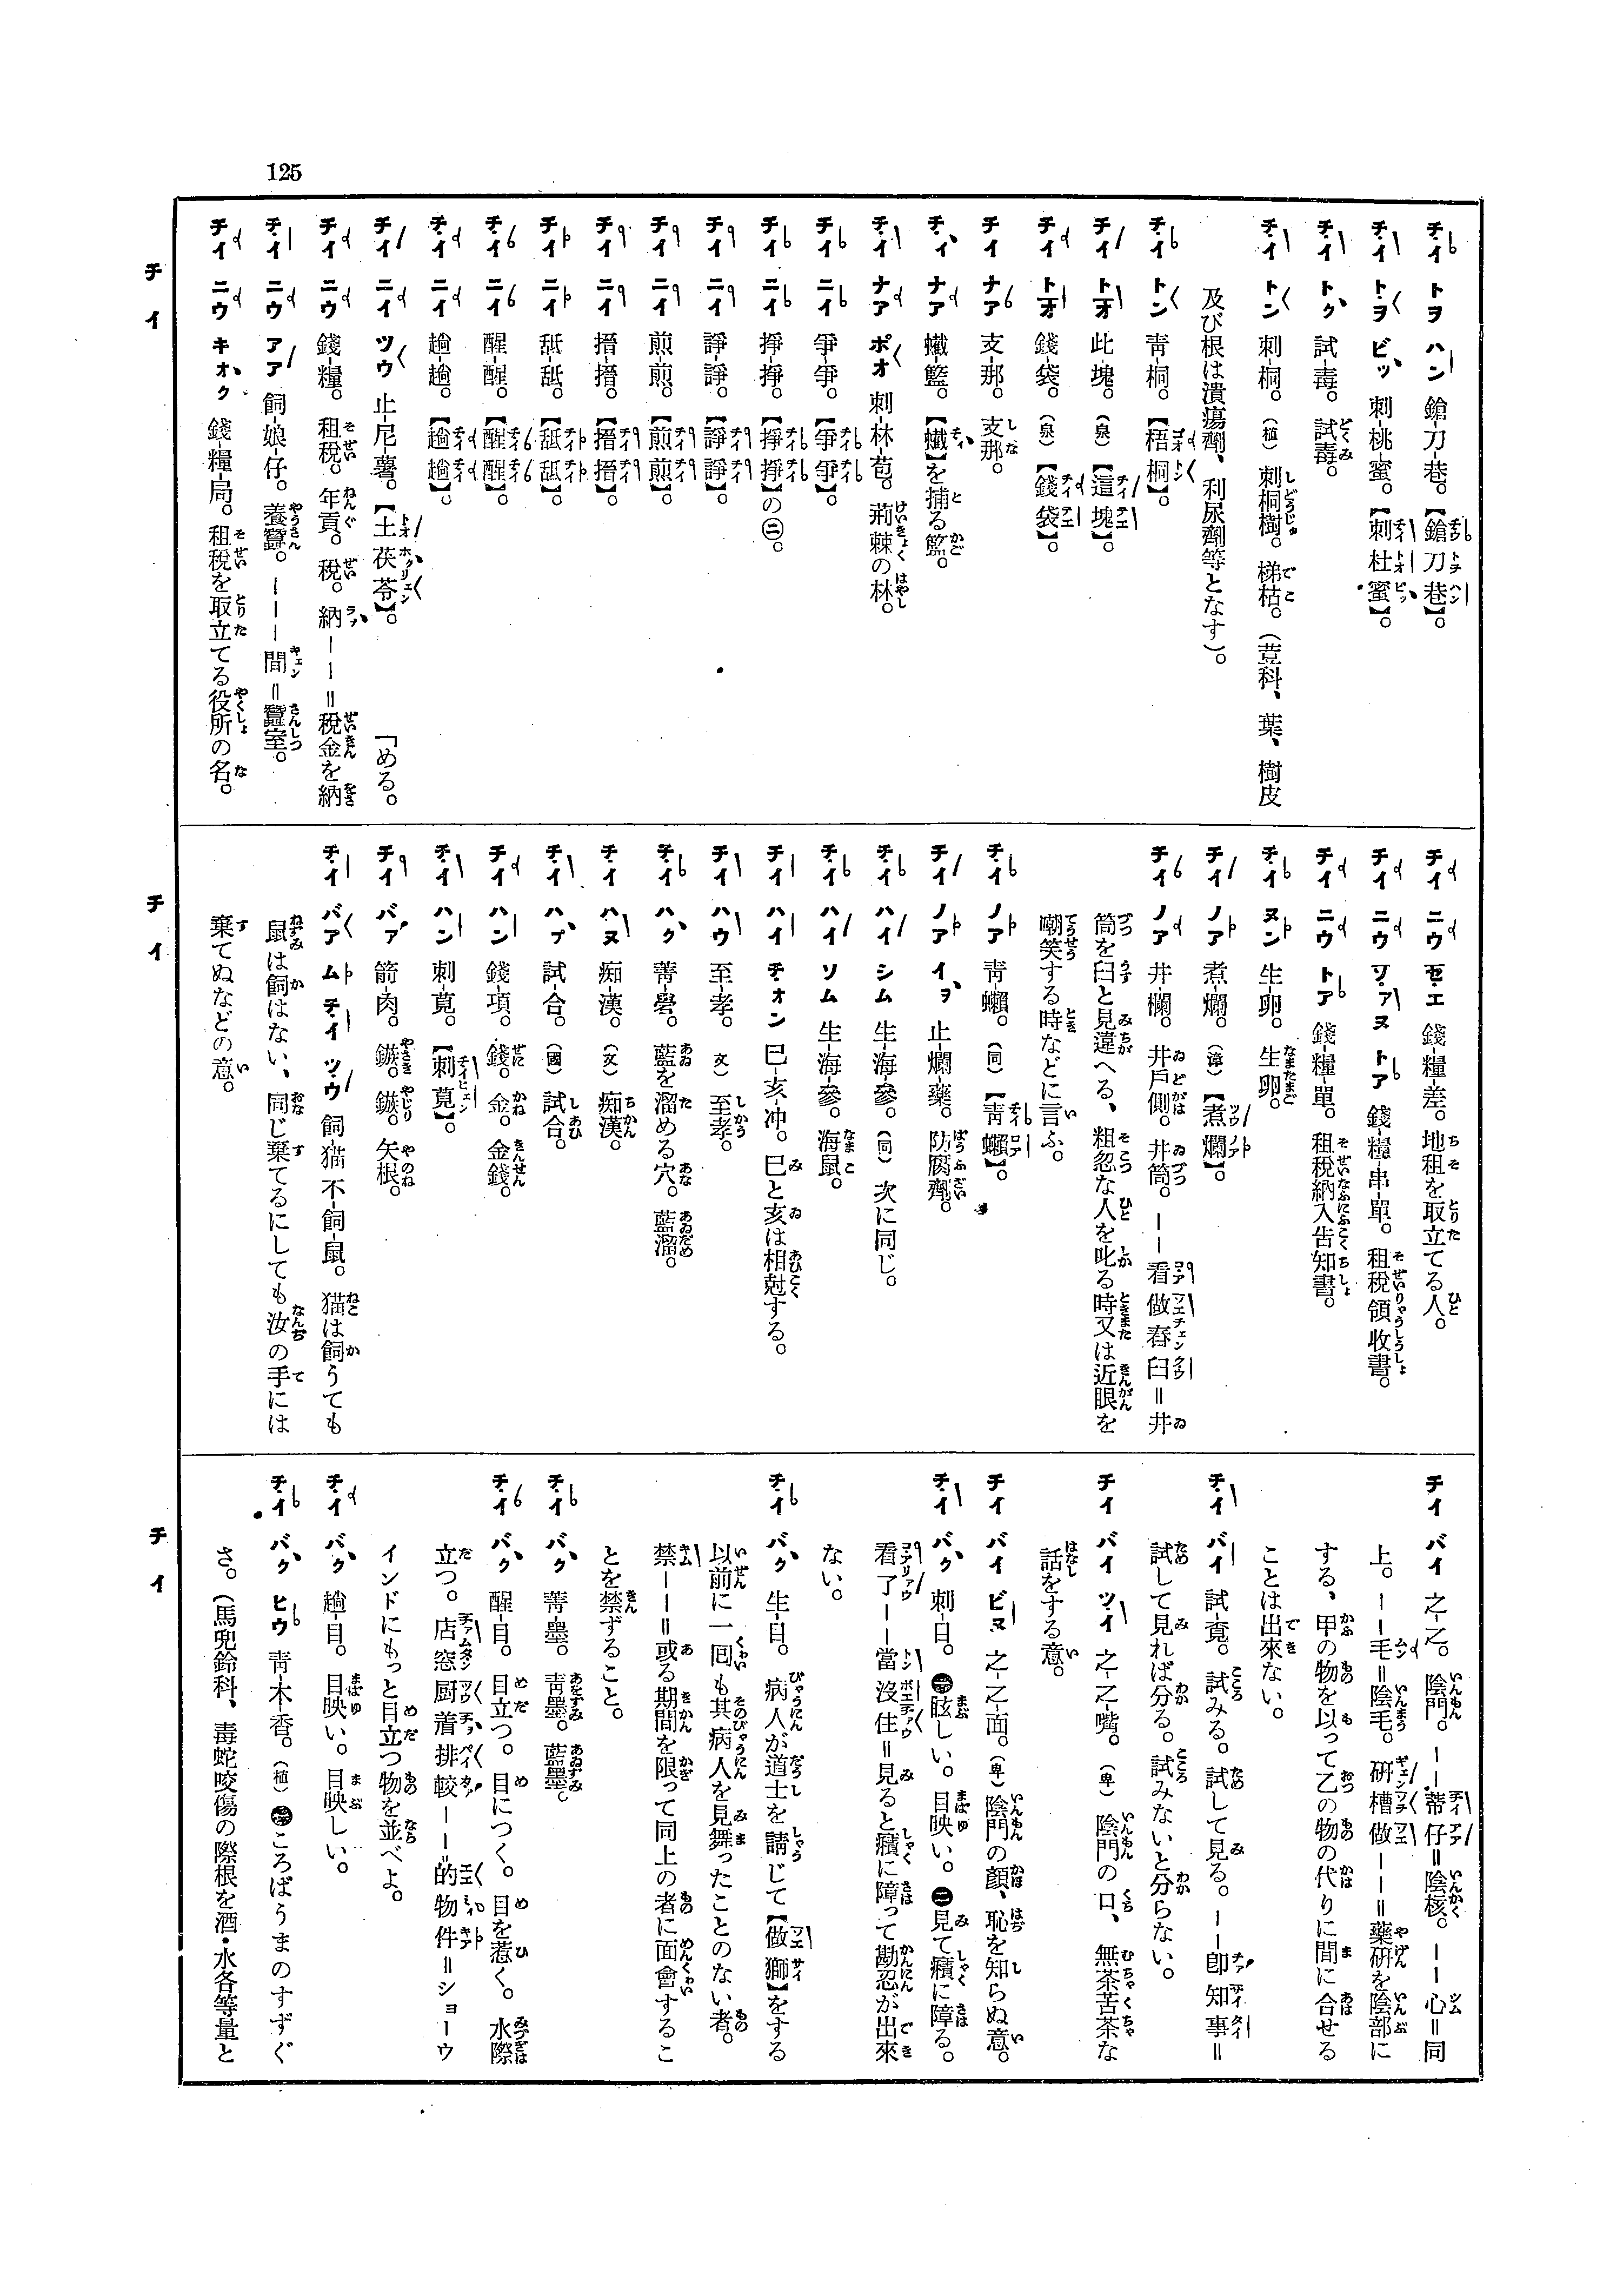 125
チイ トヲ ハン 鎗-刀-巷。【鎗刀巷】。
チイ トヲ ビッ 刺-桃-蜜。【刺杜蜜】。
チイ トク 試-毒。試毒。
チイ トン 刺-桐。(植)刺桐樹。梯枯。(荳科、葉、樹皮
及び根は潰瘍劑、利尿劑等となす)。
チイ トン 靑-桐。【梧桐】。
チイ トオ 此-塊。(泉)【這塊】。
チイ トオ 錢-袋。(泉)【錢袋】。
チイ ナア 支-那。支那。
チィ ナア 蠘-籃。【蠘】を捕る籃。
チイ ナア ポオ 刺-林-苞。荊棘の林。
チイ ニイ 爭-爭。【爭爭】。
チイ ニイ 掙-掙。【掙掙】の㊁。
チイ ニイ 諍-諍。【諍諍】。
チイ ニイ 煎-煎。【煎煎】。
チイ ニイ 搢-搢。【搢搢】。
チイ ニイ 舐-舐。【舐舐】。
チイ ニイ 醒-醒。【醒醒】。
チイ ニイ 趦-趦。【趦趦】。
チイ ニイ ツウ 止-尼-薯。【土茯苓】。 「める。
チイ ニウ 錢-糧。租稅。年貢。稅。納――=稅金を納
チイ ニウ アア 飼-娘-仔。養蠶。―――間=蠶室。
チイ ニウ キオク 錢-糧-局。租稅を取立てる役所の名。
チイ
チイ ニウ セエ 錢-糧-差。地租を取立てる人。
チイ ニウ ツァヌ トア 錢-糧-串-單。租稅領收書。
チイ ニウ トア 錢-糧-單。租稅納入吿知書。
チイ ヌン 生-卵。生卵。
チイ ノア 煮-爛。(漳)【煮爛】。
チイ ノア 井-欄。井戶側。井筒。――看做舂臼=井
筒を臼と見違へる、粗忽な人を叱る時又は近眼を
嘲笑する時などに言ふ。
チイ ノア 靑-蠟。(同)【靑蠟】。
チイ ノア イヲ 止-爛-藥。防腐劑。
チイ ハイ シム 生-海-參。(同)次に同じ。
チイ ハイ ソム 生-海-參。海鼠。
チイ ハイ チォン 巳-亥-冲。巳と亥は相尅する。
チイ ハウ 至-孝。文)至孝。
チイ ハク 菁-礐。藍を溜める穴。藍溜。
チイ ハヌ 痴-漢。(文)痴漢。
チイ ハプ 試-合。(國)試合。
チイ ハン 錢-項。錢。金。金錢。
チイ ハン 刺-莧。【刺莧】。
チイ バァ 箭-肉。鏃。鏃。矢根。
チイ バア ム チイ ツウ 飼-猫 不-飼-鼠。猫は飼うても
鼠は飼はない、同じ棄てるにしても汝の手には
棄てぬなどの意。
チイ
チイ バイ 之-乙。陰門。――蒂仔=陰核。――心=同
上。――毛=陰毛。硏槽做――=藥硏を陰部に
する、甲の物を以って乙の物の代りに間に合せる
ことは出來ない。
チイ バイ 試-覔。試みる。試して見る。――卽知事=
試して見れば分る。試みないと分らない。
チイ バイ ツイ 之-乙-嘴。(卑)陰門の口、無茶苦茶な
話をする意。
チイ バイ ビヌ 之-乙-面。(卑)陰門の顏、恥を知らぬ意。
チイ バク 刺-目。㊀眩しい。目映い。㊁見て癪に障る。
看了――當沒住=見ると癪に障って勘忍が出來
ない。
チイ バク 生-目。病人が道士を請じて【做獅】をする
以前に一囘も其病人を見舞ったことのない者。
禁――=或る期間を限って同上の者に面會するこ
とを禁ずること。
チイ バク 菁-墨。靑墨。藍墨。
チイ バク 醒-目。目立つ。目につく。目を惹く。水際
立つ。店窓厨着排較――的物件=ショーウ
インドにもっと目立つ物を並べよ。
チイ バク 趦-目。目映い。目映しい。
チイ バク ヒウ 靑-木-香。(植)㊀ころばうまのすずぐ
さ。(馬兜鈴科、毒蛇咬傷の際根を酒・水各等量と
チイ